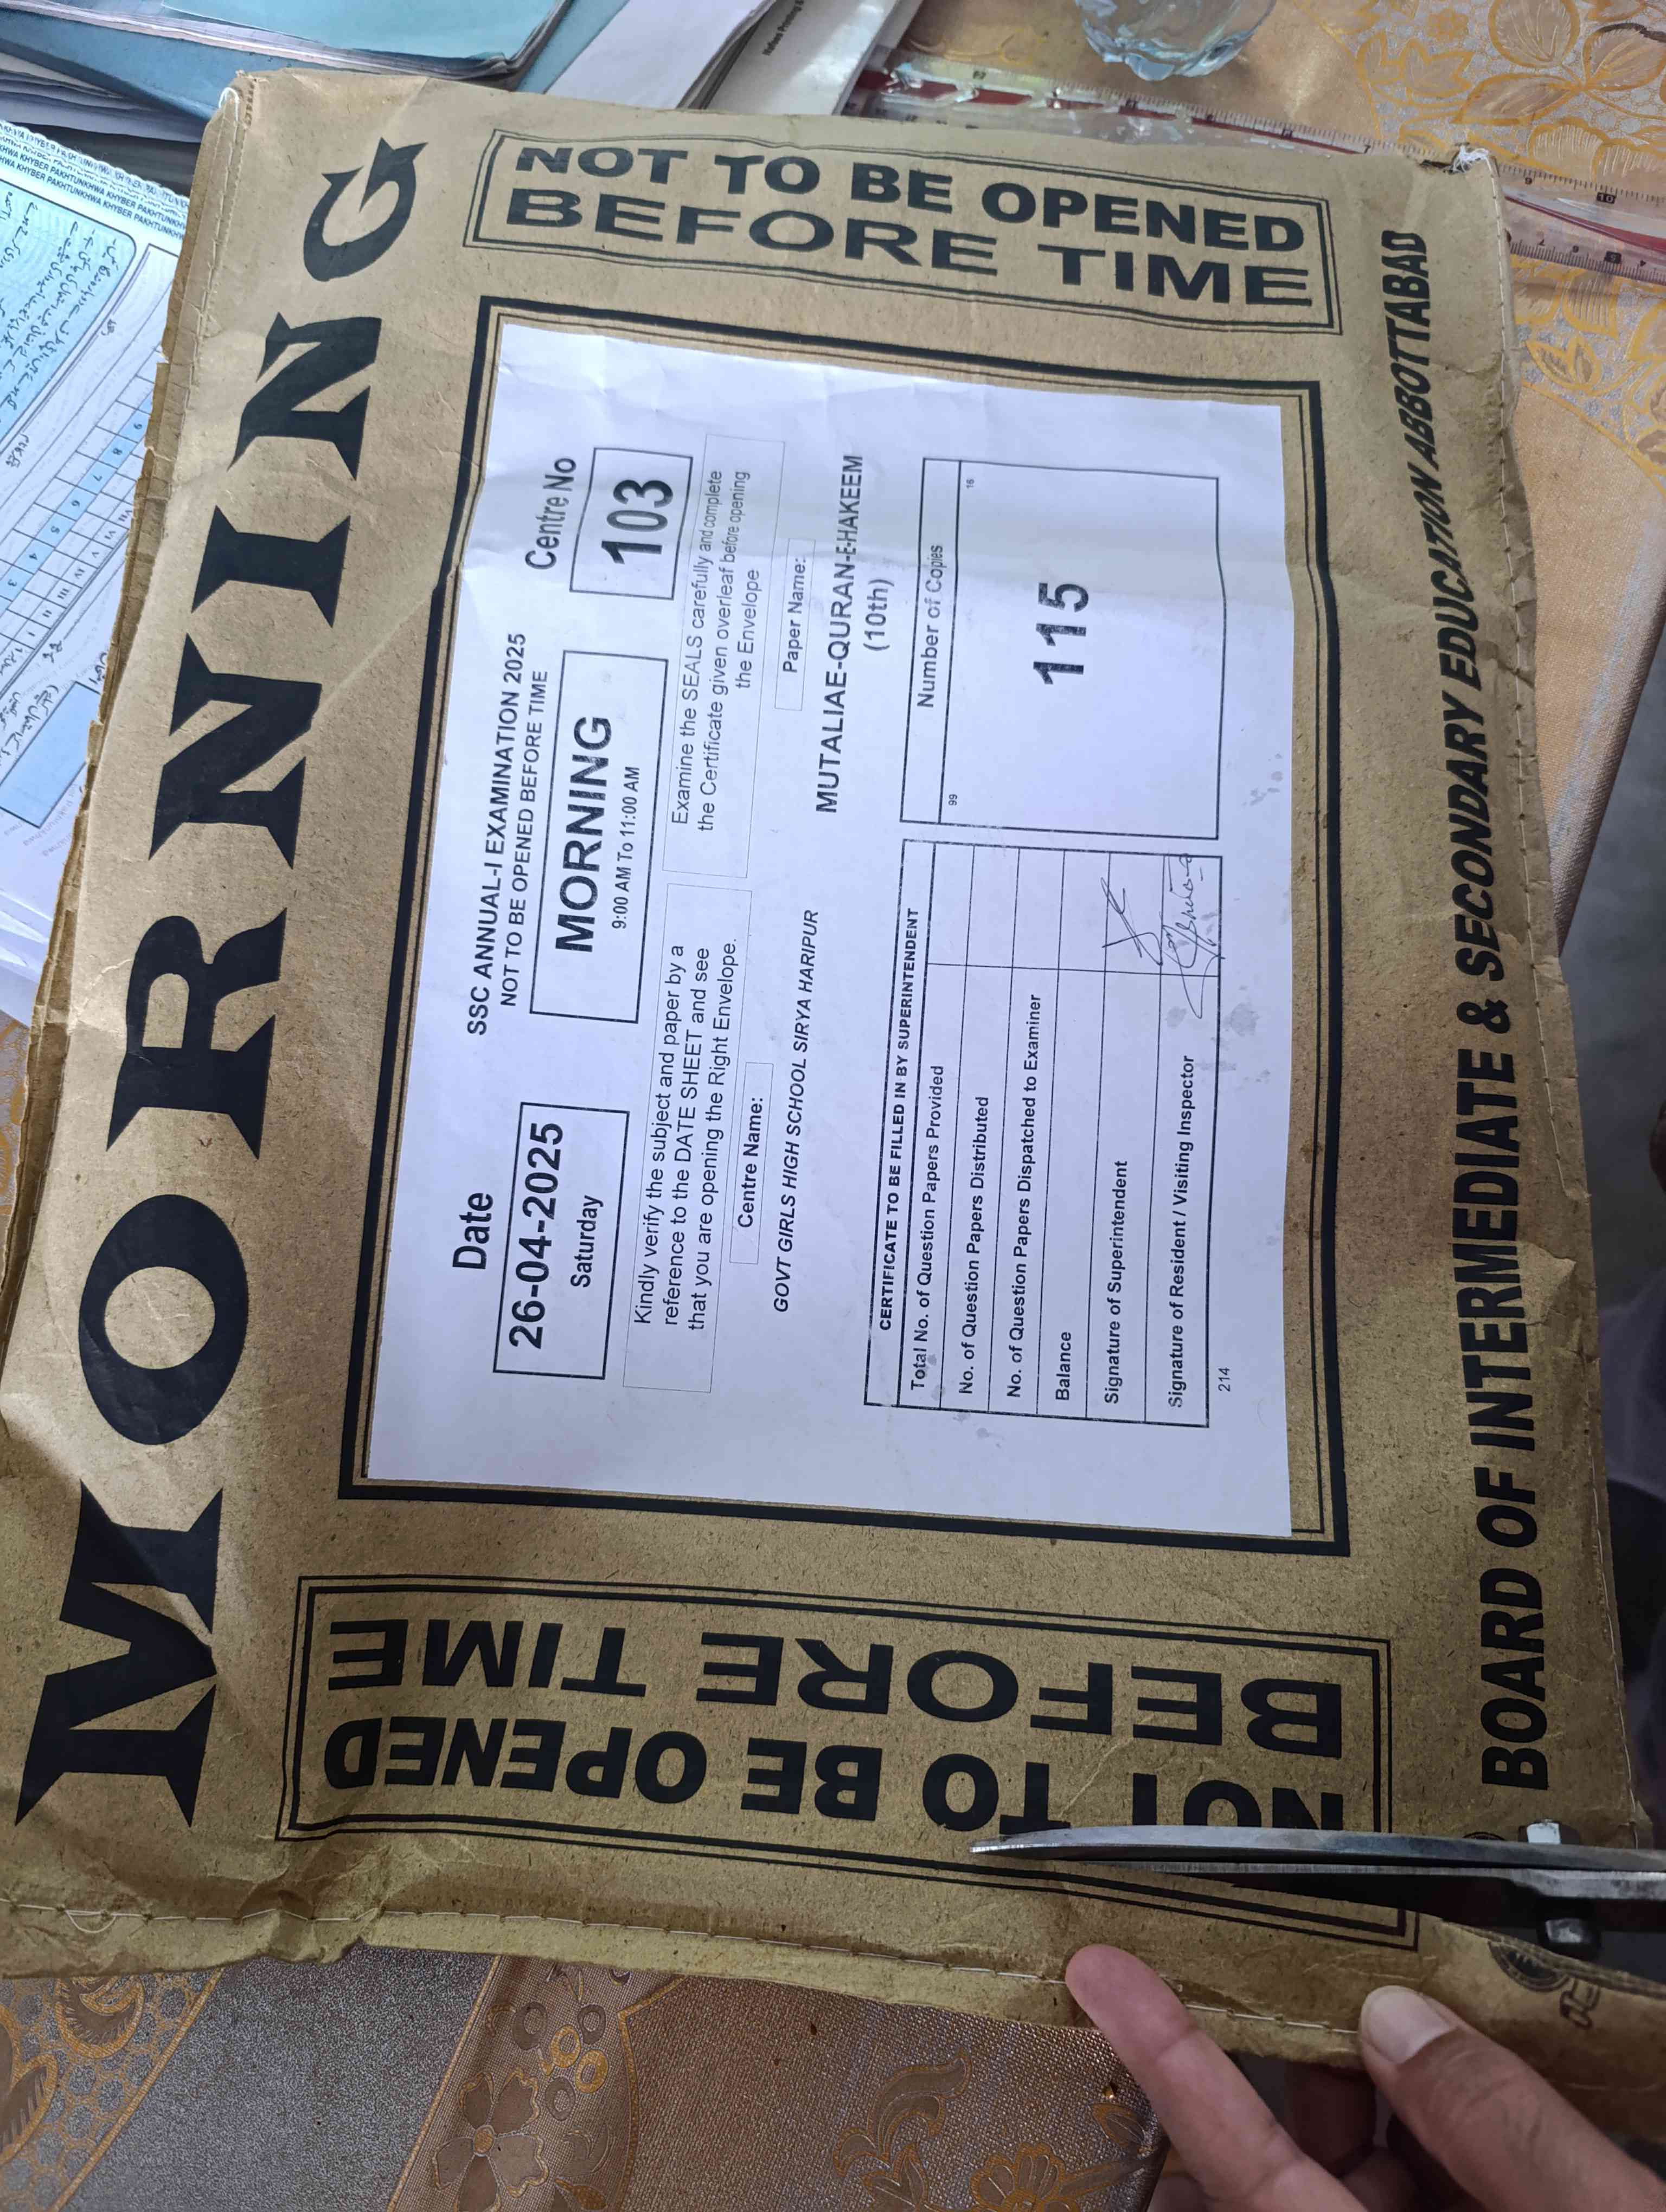 MORNING
NOT TO BE OPENED
BEFORE TIME
Date
26-04-2025
Saturday
SSC ANNUAL-I EXAMINATION 2025
NOT TO BE OPENED BEFORE TIME
MORNING
9:00 AM To 11:00 AM
Centre No
103
Kindly verify the subject and paper by a
reference to the DATE SHEET and see
that you are opening the Right Envelope.
Examine the SEALS carefully and complete
the Certificate given overleaf before opening
the Envelope
Centre Name:
GOVT GIRLS HIGH SCHOOL SIRYA HARIPUR
Paper Name:
MUTALIAE-QURAN-E-HAKEEM
(10th)
CERTIFICATE TO BE FILLED IN BY SUPERINTENDENT
Total No. of Question Papers Provided
No. of Question Papers Distributed
No. of Question Papers Dispatched to Examiner
Balance
Signature of Superintendent
Signature of Resident / Visiting Inspector
214
Number of Copies
99
16
115
NOT TO BE OPENED
BEFORE TIME
BOARD OF INTERMEDIATE & SECONDARY EDUCATION ABBOTTABAD
KHYBER PAKHTUNKHWA KHYBER PAKHTUNKHWA